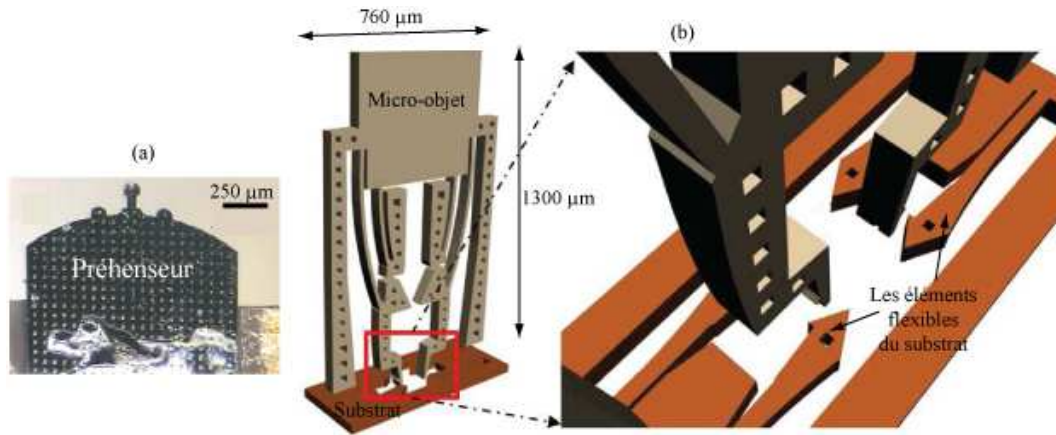 760 µm
(b)
Micro-objet
(a)
250 µm
1300 µm
Préhenseur
Les éléments
flexibles
du substrat
Substrat